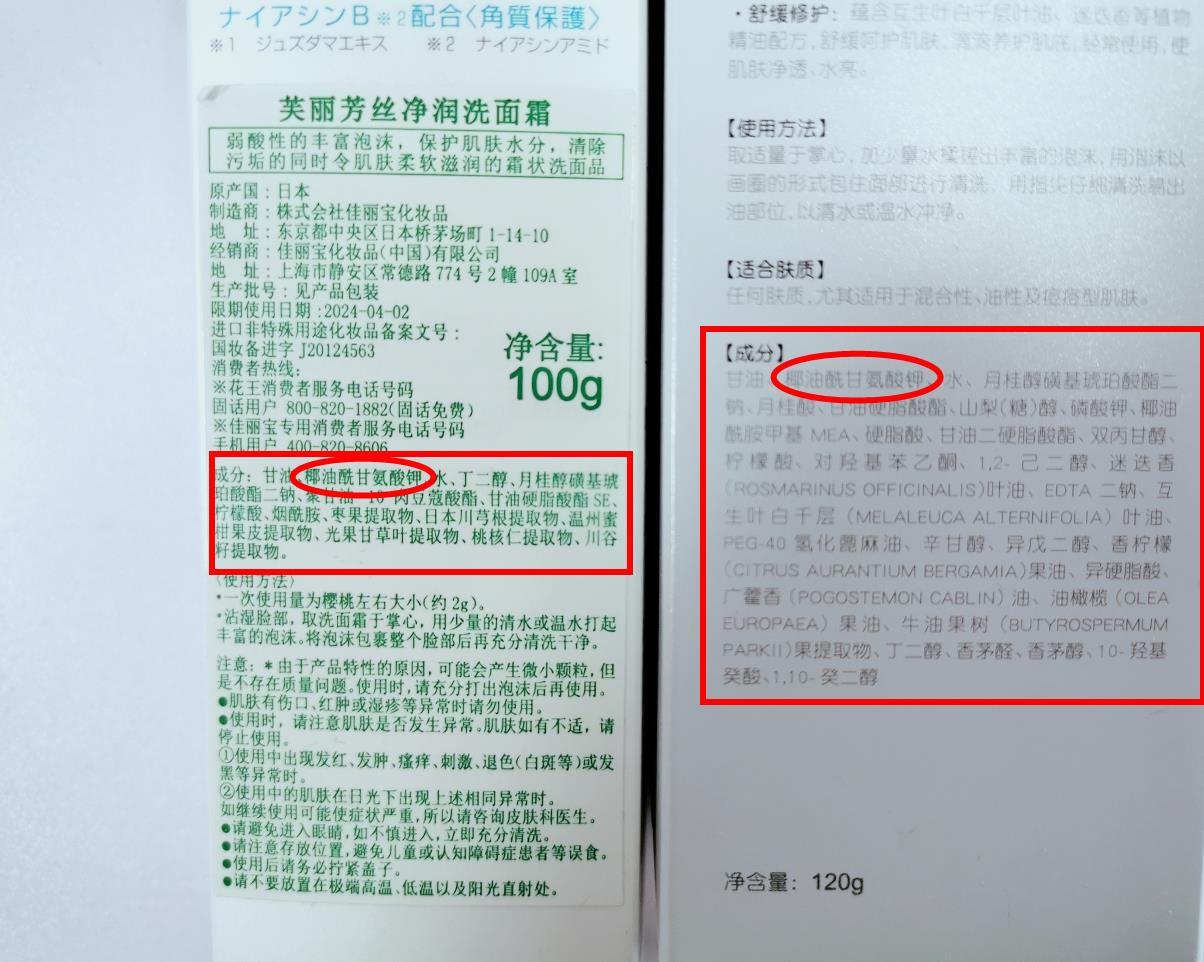 ナイアシンB※2配合〈角質保護〉
※1 ジュズダマエキス ※2 ナイアシンアミド
芙丽芳丝净润洗面霜
弱酸性的丰富泡沫，保护肌肤水分，清除
污垢的同时令肌肤柔软滋润的霜状洗面品
原产国：日本
制造商：株式会社佳丽宝化妆品
地 址：东京都中央区日本桥茅场町1-14-10
经销商：佳丽宝化妆品(中国)有限公司
地 址：上海市静安区常德路774号2幢109A室
生产批号：见产品包装
限期使用日期:2024-04-02
进口非特殊用途化妆品备案文号：
国妆备进字J20124563
消费者热线：
※花王消费者服务电话号码
固话用户 800-820-1882(固话免费)
※佳丽宝专用消费者服务电话号码
手机用户 400-820-8606
净含量:
100g
成分：甘油、椰油酰甘氨酸钾、水、丁二醇、月桂醇磺基琥
珀酸酯二钠、聚甘油-10 肉豆蔻酸酯、甘油硬脂酸酯SE、
柠檬酸、烟酰胺、枣果提取物、日本川芎根提取物、温州蜜
柑果皮提取物、光果甘草叶提取物、桃核仁提取物、川谷
籽提取物。
〈使用方法〉
•一次使用量为樱桃左右大小(约2g)。
•沾湿脸部，取洗面霜于掌心，用少量的清水或温水打起
丰富的泡沫。将泡沫包裹整个脸部后再充分清洗干净。
注意：＊由于产品特性的原因，可能会产生微小颗粒，但
是不存在质量问题。使用时，请充分打出泡沫后再使用。
●肌肤有伤口、红肿或湿疹等异常时请勿使用。
●使用时，请注意肌肤是否发生异常。肌肤如有不适，请
停止使用。
①使用中出现发红、发肿、瘙痒、刺激、退色(白斑等)或发
黑等异常时。
②使用中的肌肤在日光下出现上述相同异常时。
如继续使用可能使症状严重，所以请咨询皮肤科医生。
●请避免进入眼睛，如不慎进入，立即充分清洗。
●请注意存放位置，避免儿童或认知障碍症患者等误食。
●使用后请务必拧紧盖子。
●请不要放置在极端高温、低温以及阳光直射处。
·舒缓修护：蕴含互生叶白千层叶油、迷迭香等植物
精油配方，舒缓呵护肌肤，滴滴养护肌底，经常使用，使
肌肤净透、水亮。
【使用方法】
取适量于掌心，加少量水揉搓出丰富的泡沫，用泡沫以
画圈的形式包住面部进行清洗，用指尖仔细清洗易出
油部位，以清水或温水冲净。
【适合肤质】
任何肤质，尤其适用于混合性、油性及痘痘型肌肤。
【成分】
甘油、椰油酰甘氨酸钾、水、月桂醇磺基琥珀酸酯二
钠、月桂酸、甘油硬脂酸酯、山梨(糖)醇、磷酸钾、椰油
酰胺甲基 MEA、硬脂酸、甘油二硬脂酸酯、双丙甘醇、
柠檬酸、对羟基苯乙酮、1,2-己二醇、迷迭香
(ROSMARINUS OFFICINALIS)叶油、EDTA 二钠、互
生叶白千层 (MELALEUCA ALTERNIFOLIA) 叶油、
PEG-40 氢化蓖麻油、辛甘醇、异戊二醇、香柠檬
(CITRUS AURANTIUM BERGAMIA)果油、异硬脂酸、
广藿香 (POGOSTEMON CABLIN) 油、油橄榄 (OLEA
EUROPAEA) 果油、牛油果树 (BUTYROSPERMUM
PARKII)果提取物、丁二醇、香茅醛、香茅醇、10-羟基
癸酸、1,10-癸二醇
净含量：120g